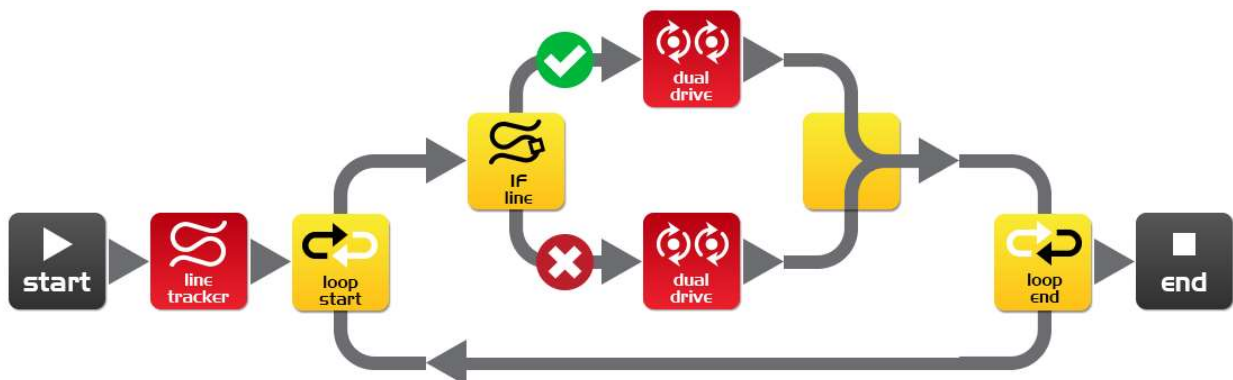 start
line
tracker
loop
start
IF
line
dual
drive
dual
drive
loop
end
end